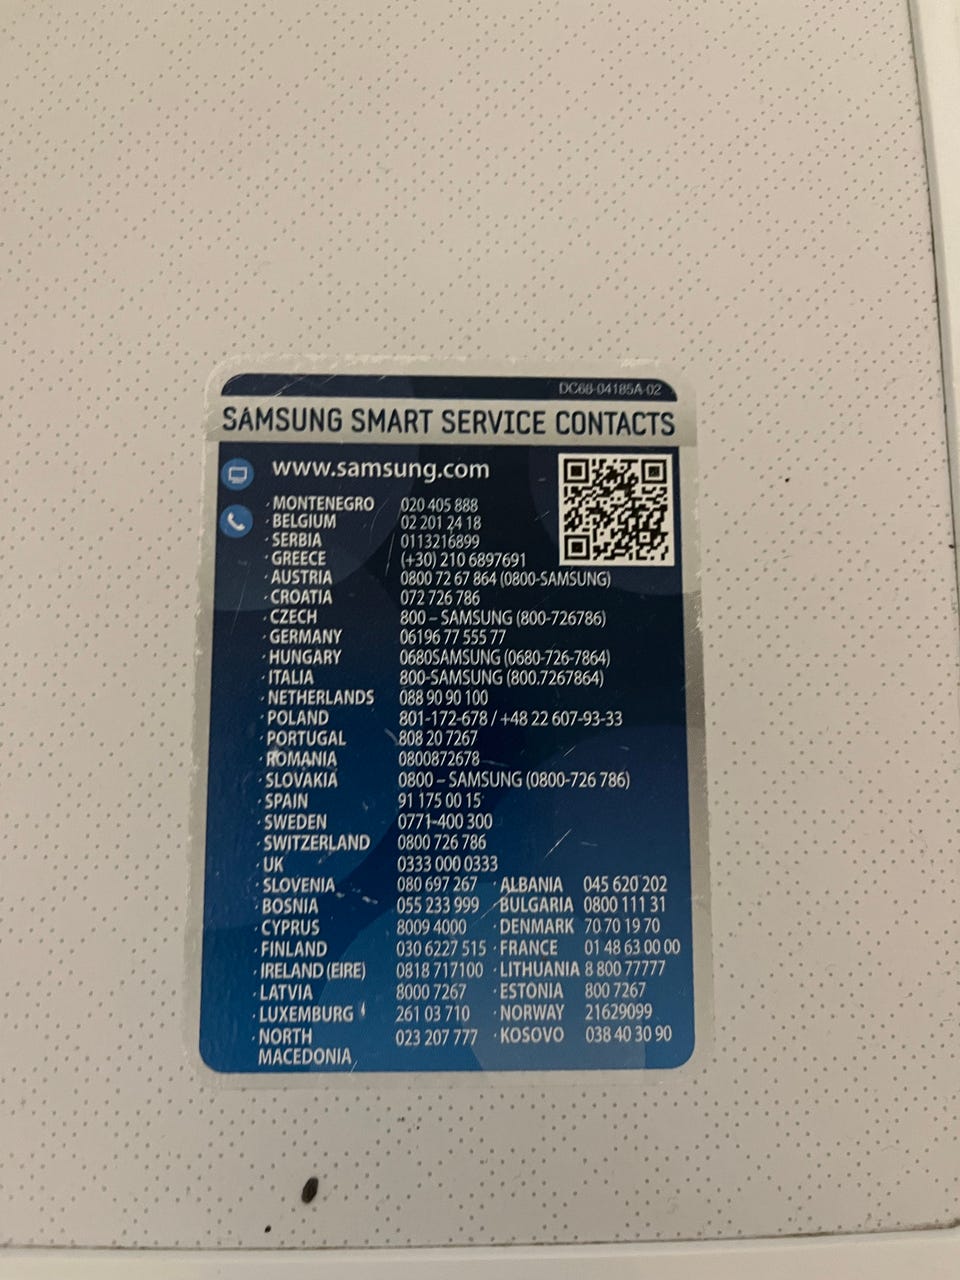 DC68-04185A-02
SAMSUNG SMART SERVICE CONTACTS
www.samsung.com
· MONTENEGRO 020 405 888
· BELGIUM 02 201 24 18
· SERBIA 0113216899
· GREECE (+30) 210 6897691
· AUSTRIA 0800 72 67 864 (0800-SAMSUNG)
· CROATIA 072 726 786
· CZECH 800 – SAMSUNG (800-726786)
· GERMANY 06196 77 555 77
· HUNGARY 0680SAMSUNG (0680-726-7864)
· ITALIA 800-SAMSUNG (800.7267864)
· NETHERLANDS 088 90 90 100
· POLAND 801-172-678 / +48 22 607-93-33
· PORTUGAL 808 20 7267
· ROMANIA 0800872678
· SLOVAKIA 0800 – SAMSUNG (0800-726 786)
· SPAIN 91 175 00 15
· SWEDEN 0771-400 300
· SWITZERLAND 0800 726 786
· UK 0333 000 0333
· SLOVENIA 080 697 267 · ALBANIA 045 620 202
· BOSNIA 055 233 999 · BULGARIA 0800 111 31
· CYPRUS 8009 4000 · DENMARK 70 70 19 70
· FINLAND 030 6227 515 · FRANCE 01 48 63 00 00
· IRELAND (EIRE) 0818 717100 · LITHUANIA 8 800 77777
· LATVIA 8000 7267 · ESTONIA 800 7267
· LUXEMBURG 261 03 710 · NORWAY 21629099
· NORTH 023 207 777 · KOSOVO 038 40 30 90
MACEDONIA